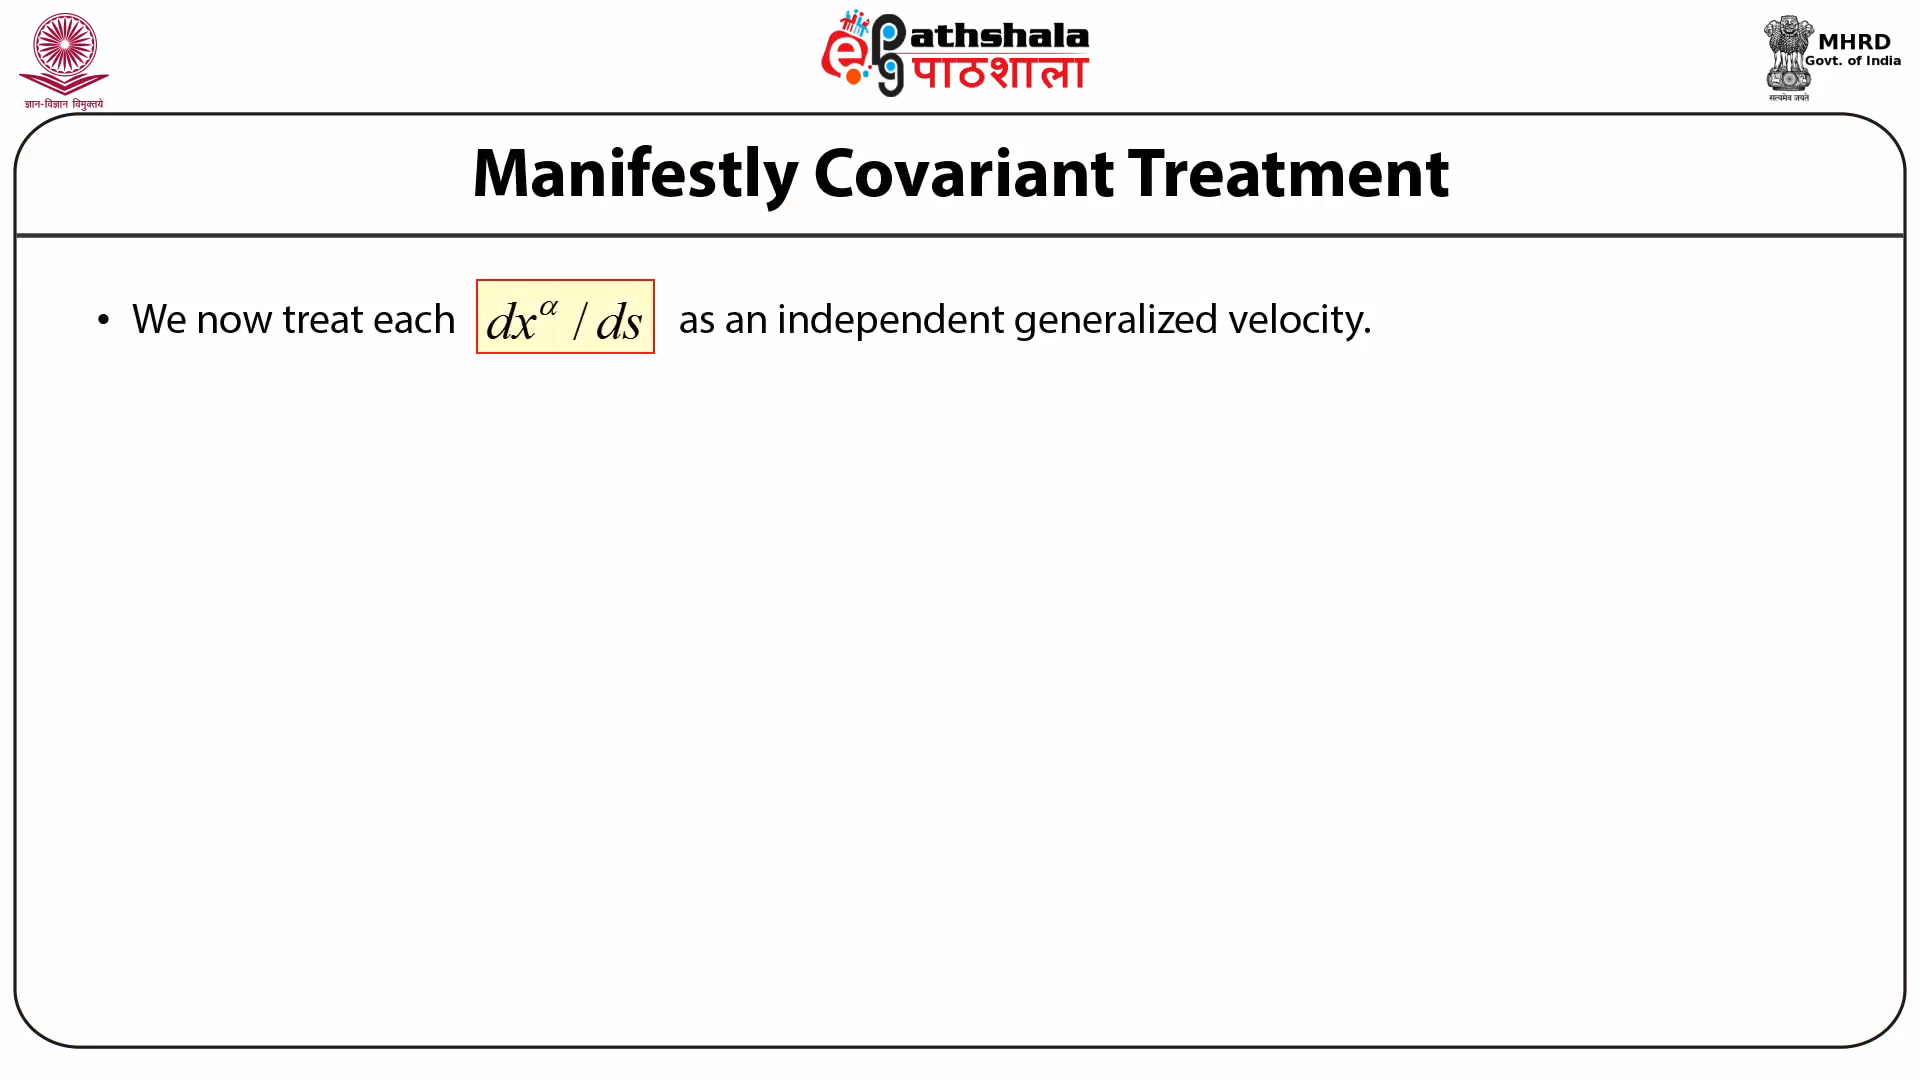 ज्ञान-विज्ञान विमुक्तये
ePG athshala
पाठशाला
MHRD
Govt. of India
सत्यमेव जयते
Manifestly Covariant Treatment
• We now treat each dx^α / ds as an independent generalized velocity.